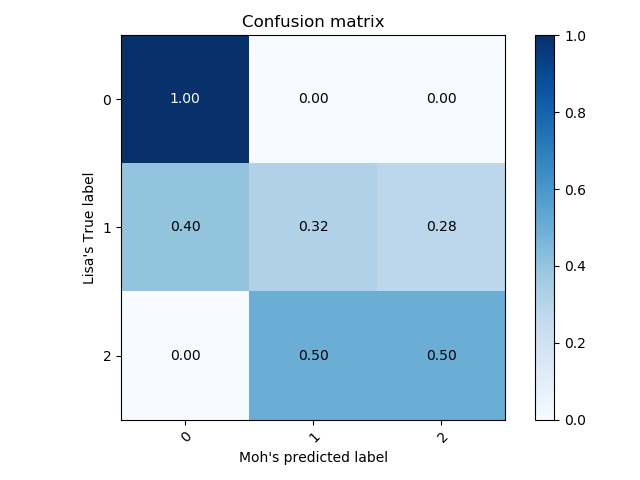 Confusion matrix
Lisa's True label
0 1.00 0.00 0.00
1 0.40 0.32 0.28
2 0.00 0.50 0.50
0 1 2
Moh's predicted label
1.0
0.8
0.6
0.4
0.2
0.0